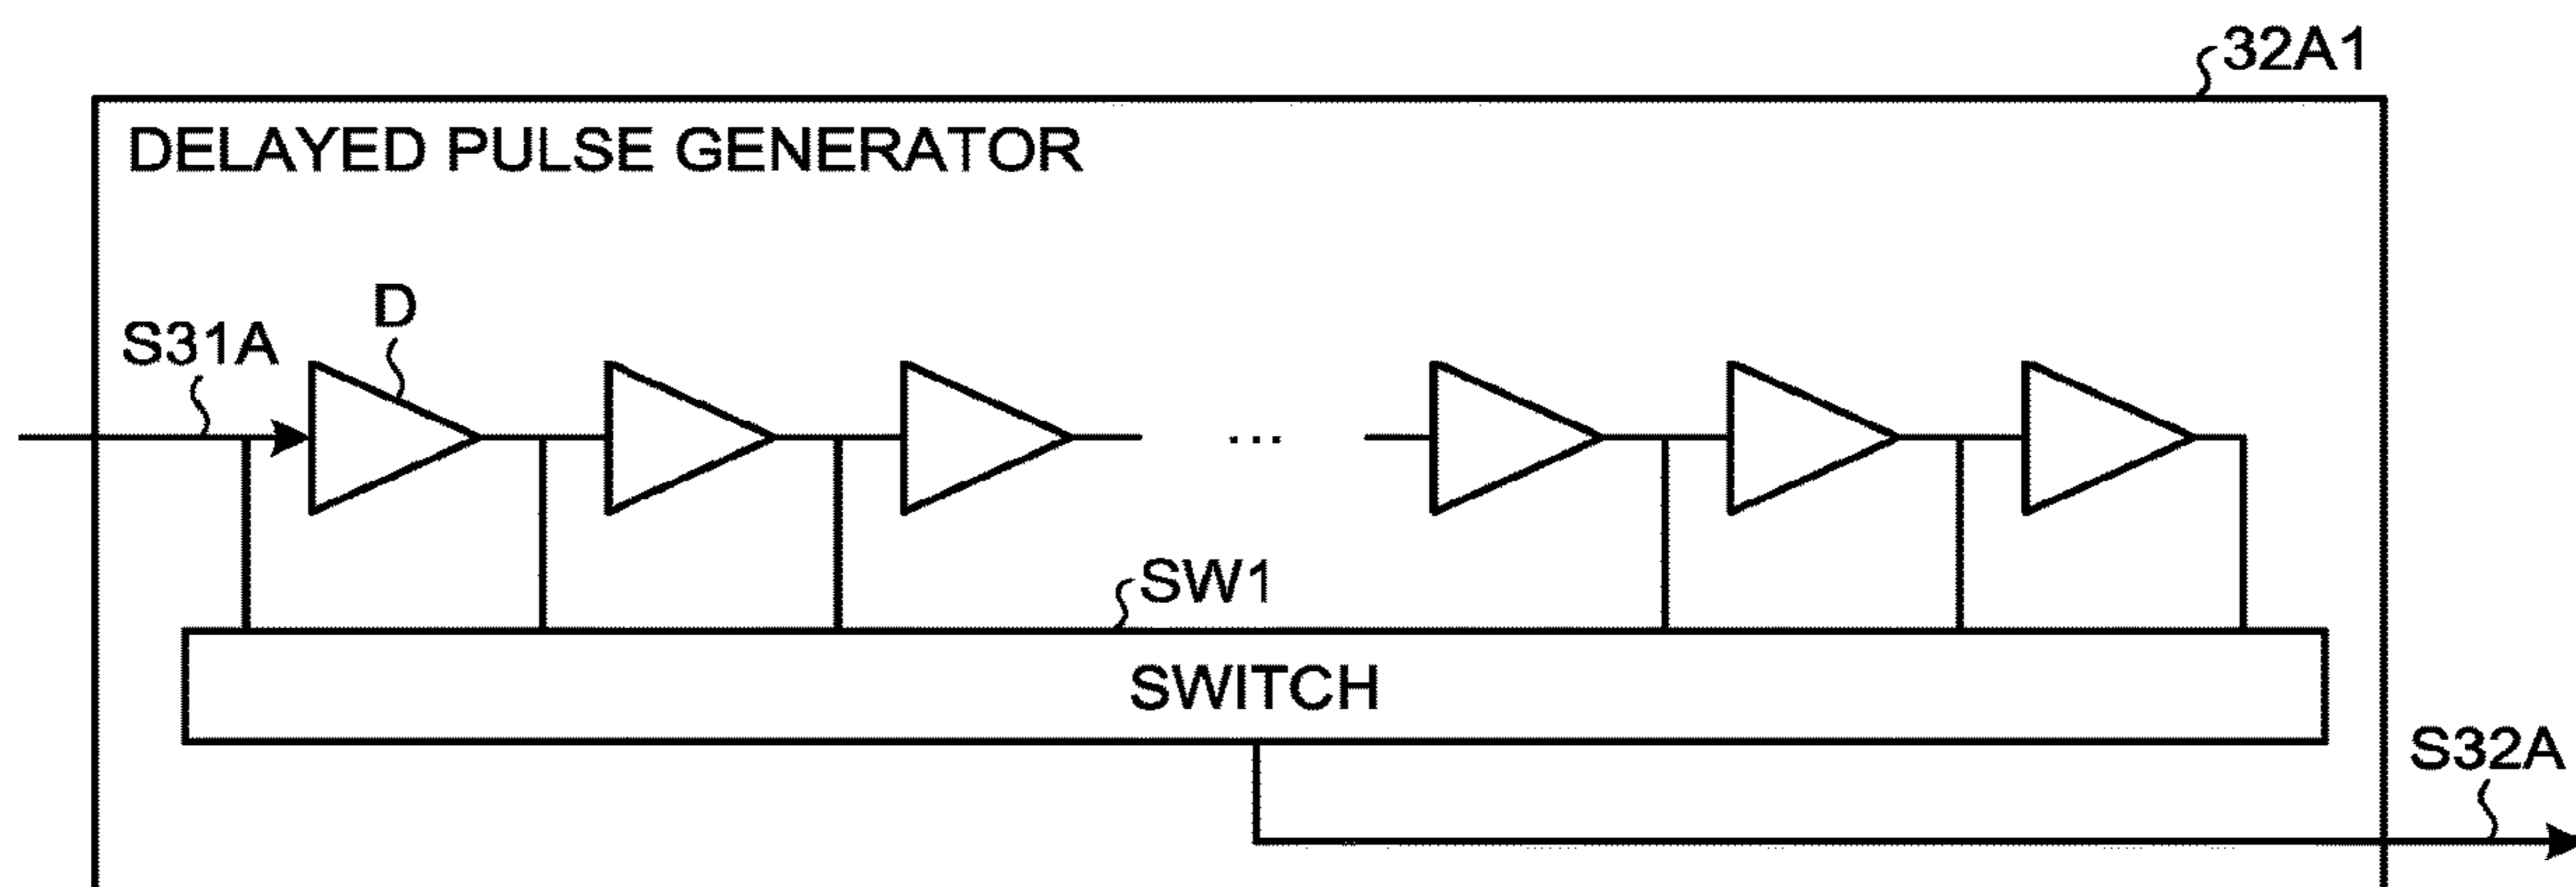 32A1
DELAYED PULSE GENERATOR
D
S31A
...
SW1
SWITCH
S32A